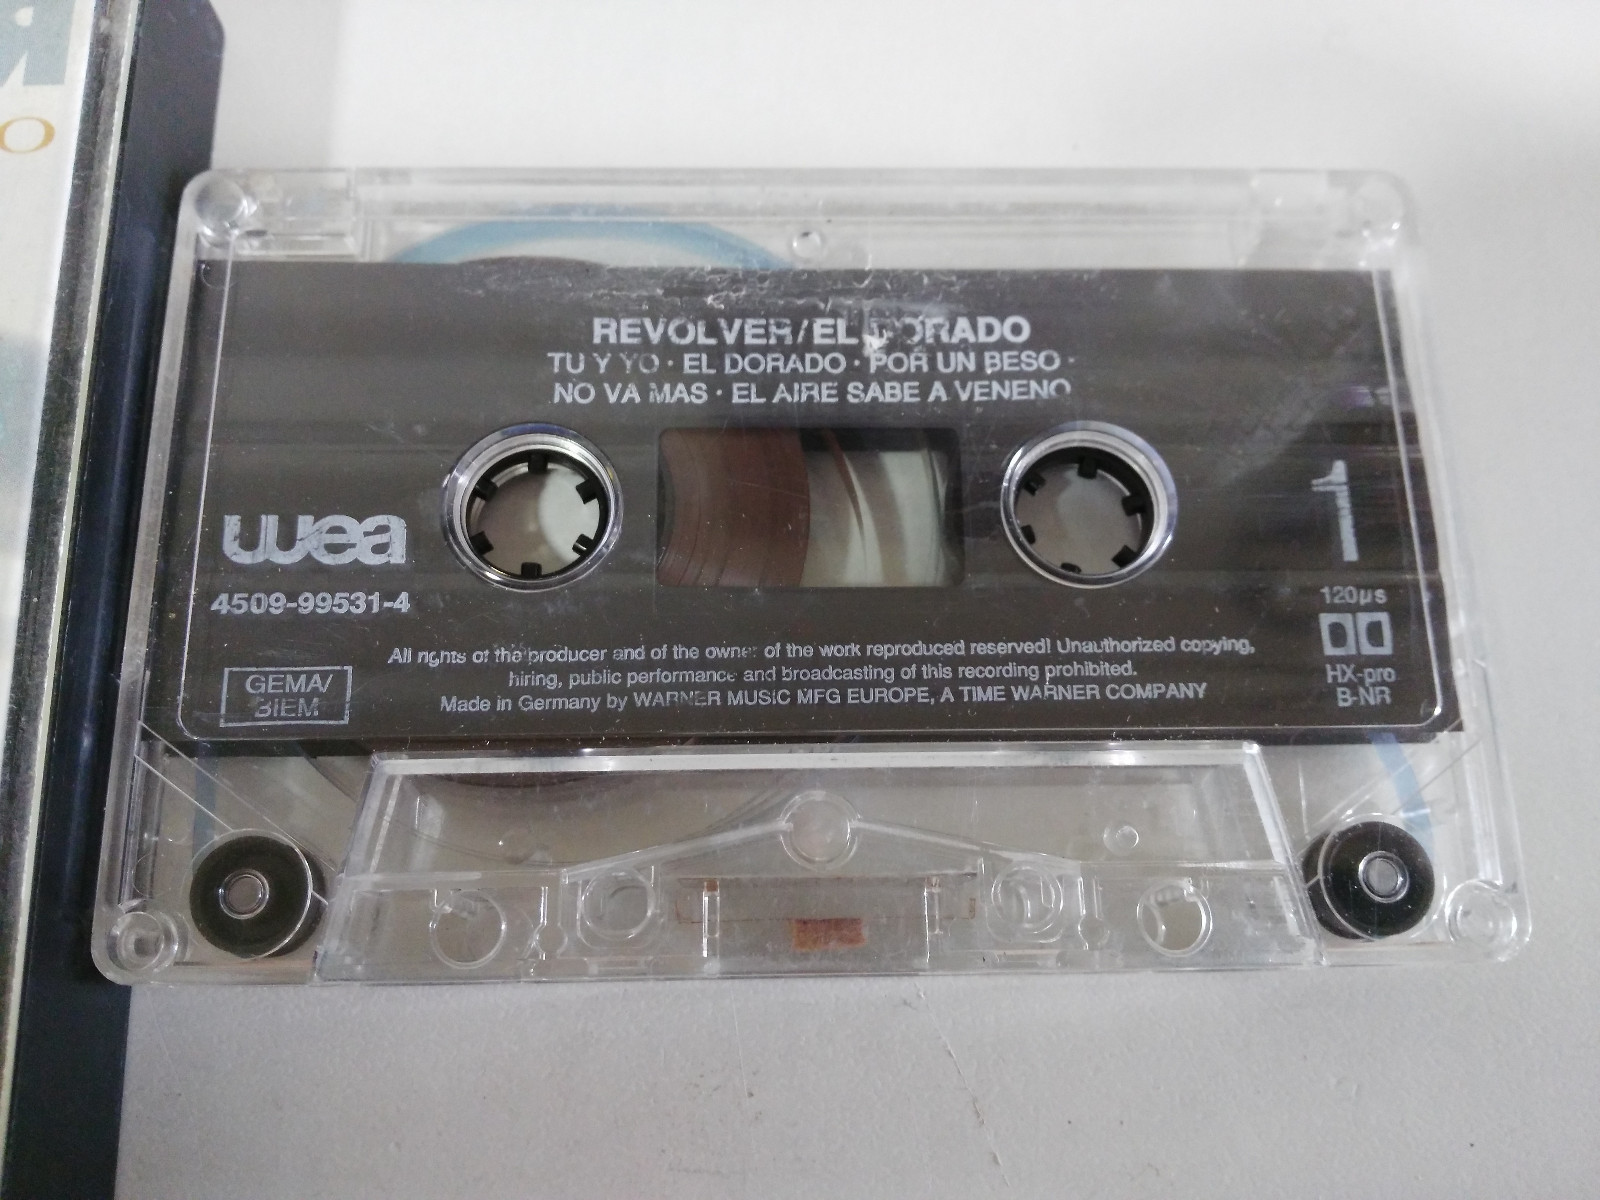 O
REVOLVER/EL DORADO
TU Y YO · EL DORADO · POR UN BESO ·
NO VA MAS · EL AIRE SABE A VENENO
wea
1
4509-99531-4
120µs
All rights of the producer and of the owner of the work reproduced reserved! Unauthorized copying,
hiring, public performance and broadcasting of this recording prohibited.
Made in Germany by WARNER MUSIC MFG EUROPE, A TIME WARNER COMPANY
GEMA/
BIEM
HX-pro
B-NR